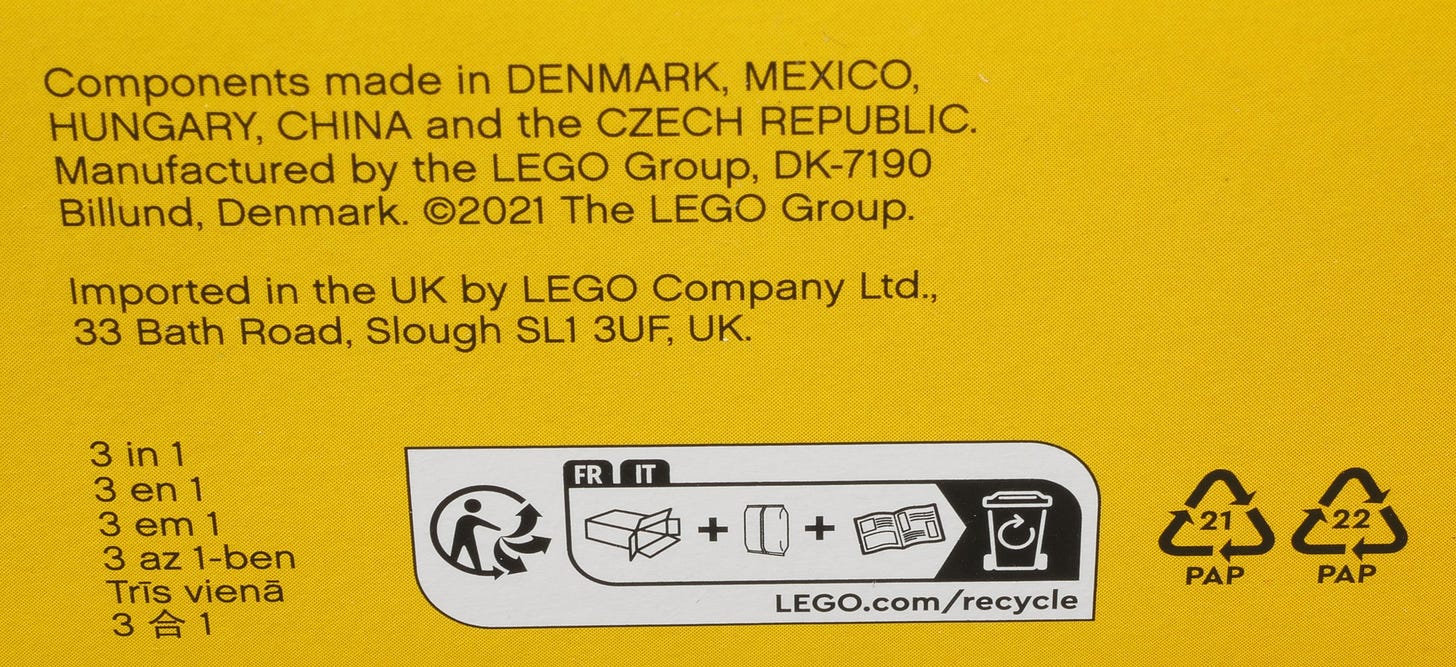 Components made in DENMARK, MEXICO,
HUNGARY, CHINA and the CZECH REPUBLIC.
Manufactured by the LEGO Group, DK-7190
Billund, Denmark. ©2021 The LEGO Group.
Imported in the UK by LEGO Company Ltd.,
33 Bath Road, Slough SL1 3UF, UK.
3 in 1
3 en 1
3 em 1
3 az 1-ben
Trīs vienā
3 合 1
FR IT
+ +
LEGO.com/recycle
21 22
PAP PAP